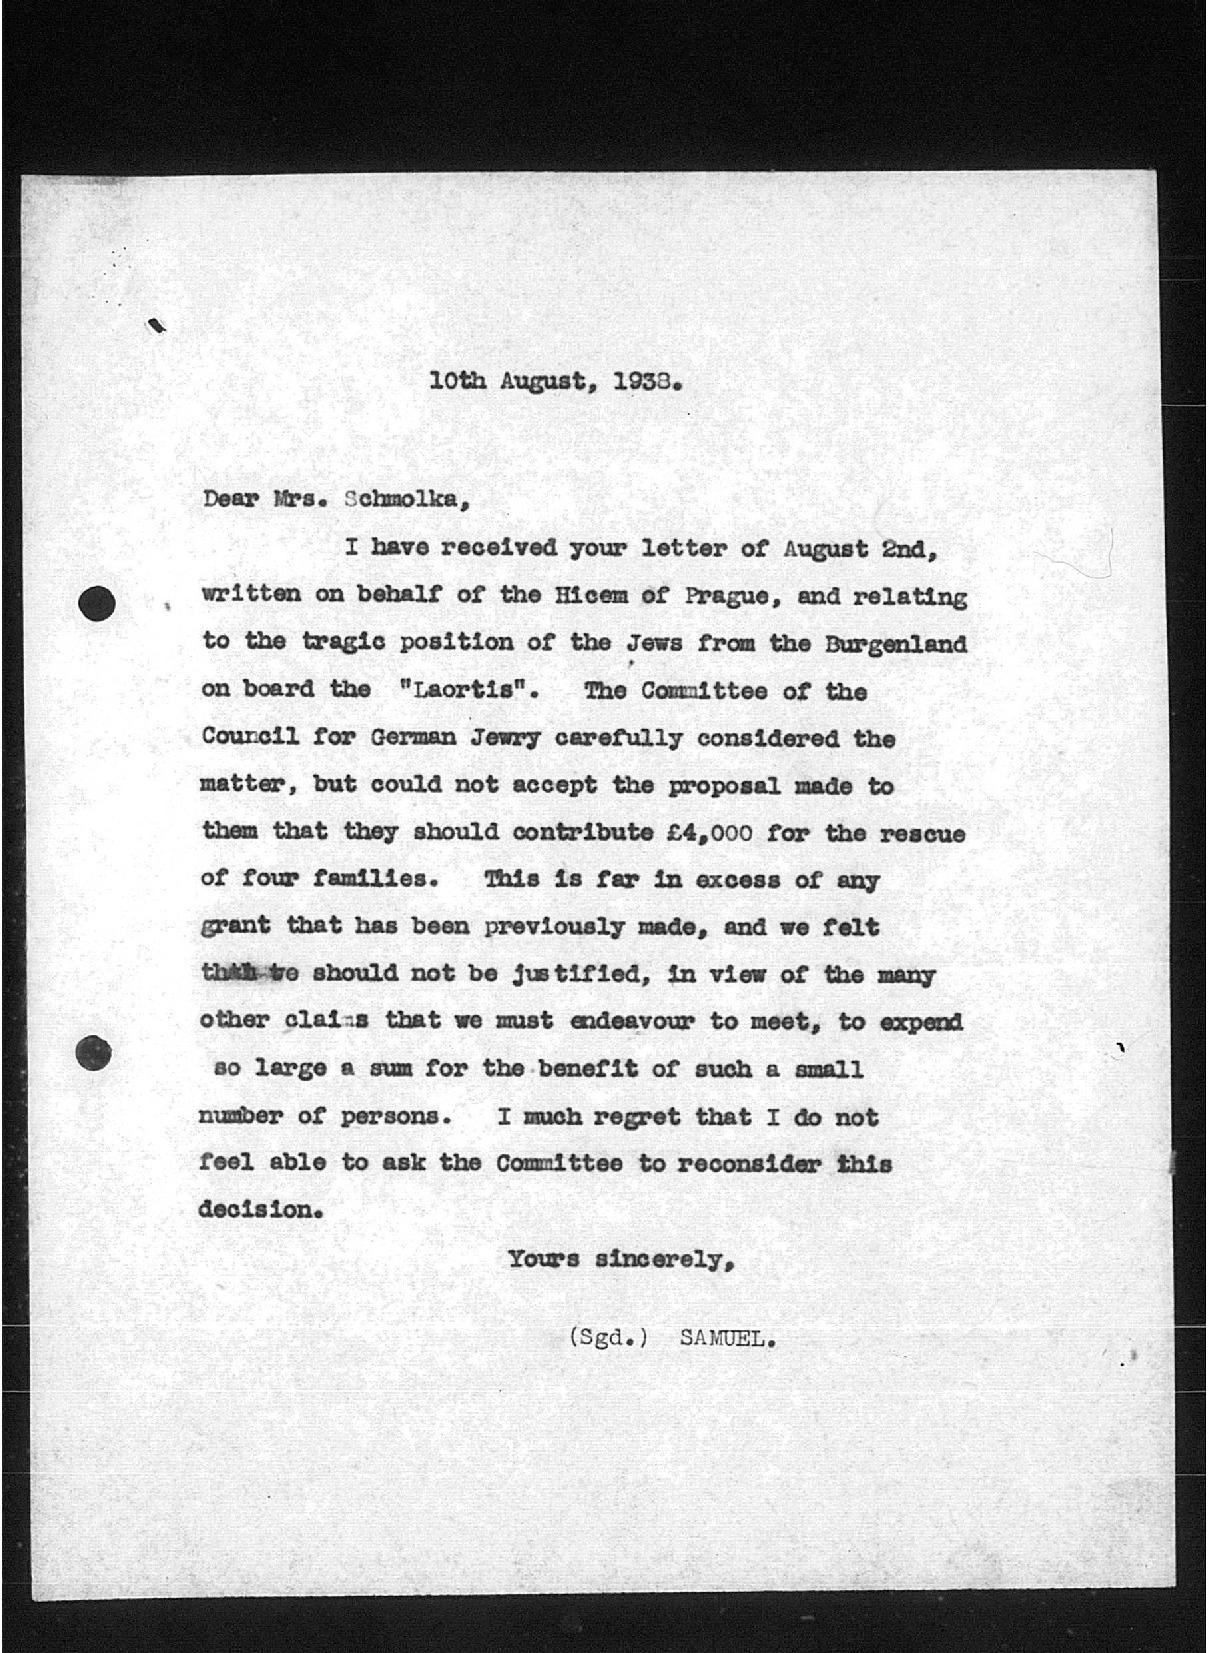 10th August, 1938.
Dear Mrs. Schmolka,
I have received your letter of August 2nd,
written on behalf of the Hicem of Prague, and relating
to the tragic position of the Jews from the Burgenland
on board the "Laortis". The Committee of the
Council for German Jewry carefully considered the
matter, but could not accept the proposal made to
them that they should contribute £4,000 for the rescue
of four families. This is far in excess of any
grant that has been previously made, and we felt
should not be justified, in view of the many
other claims that we must endeavour to meet, to expend
so large a sum for the benefit of such a small
number of persons. I much regret that I do not
feel able to ask the Committee to reconsider this
decision.
Yours sincerely,
(Sgd.) SAMUEL.